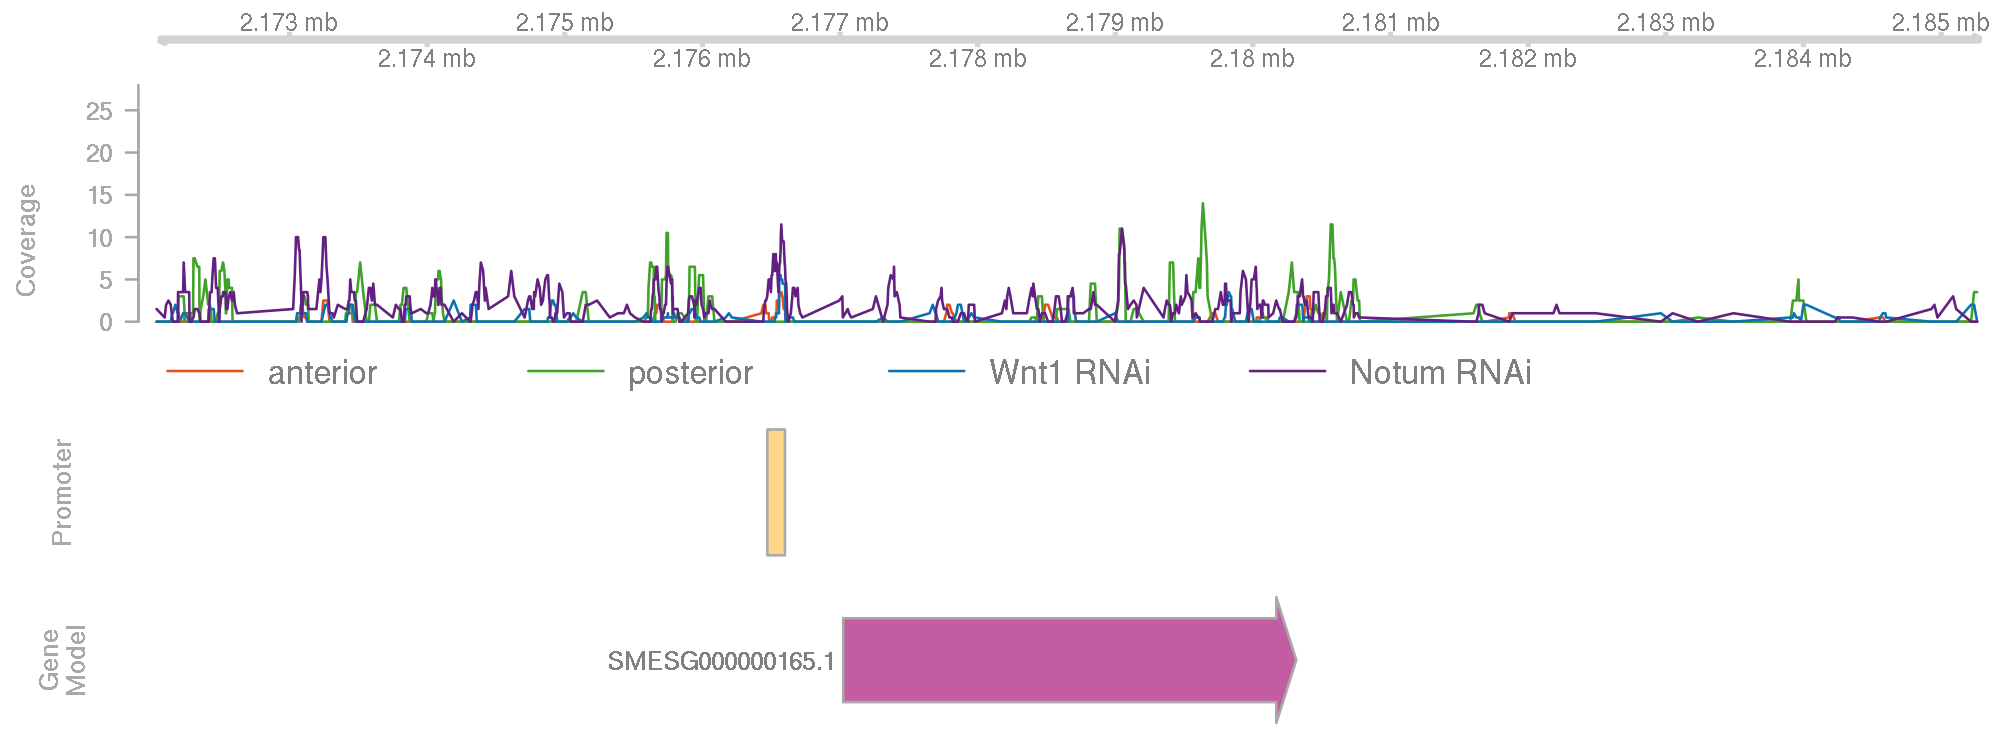 2.173 mb 2.175 mb 2.177 mb 2.179 mb 2.181 mb 2.183 mb 2.185 mb
2.174 mb 2.176 mb 2.178 mb 2.18 mb 2.182 mb 2.184 mb
Coverage
25
20
15
10
5
0
anterior posterior Wnt1 RNAi Notum RNAi
Promoter
Gene
Model
SMESG000000165.1